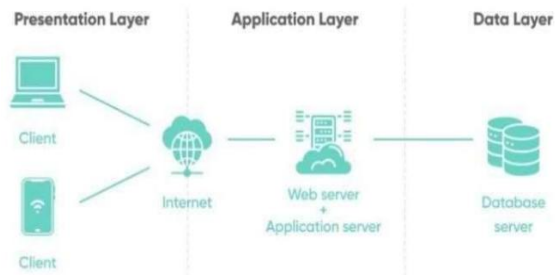 Presentation Layer
Application Layer
Data Layer
Client
Internet
Web server
+
Application server
Database
server
Client